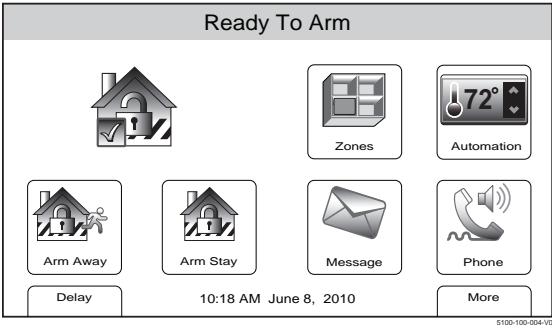 Ready To Arm
72°
Zones
Automation
Arm Away
Arm Stay
Message
Phone
Delay
10:18 AM June 8, 2010
More
5100-100-004-V0